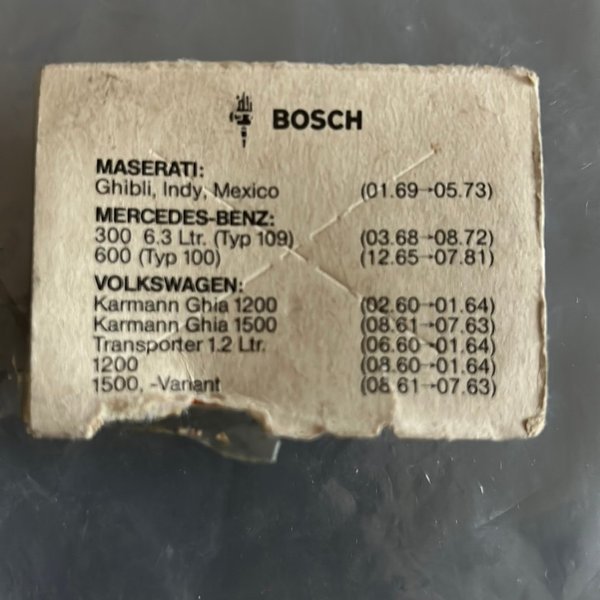 BOSCH
MASERATI:
Ghibli, Indy, Mexico (01.69→05.73)
MERCEDES-BENZ:
300 6.3 Ltr. (Typ 109) (03.68→08.72)
600 (Typ 100) (12.65→07.81)
VOLKSWAGEN:
Karmann Ghia 1200 (02.60→01.64)
Karmann Ghia 1500 (08.61→07.63)
Transporter 1.2 Ltr. (06.60→01.64)
1200 (08.60→01.64)
1500, -Variant (08.61→07.63)